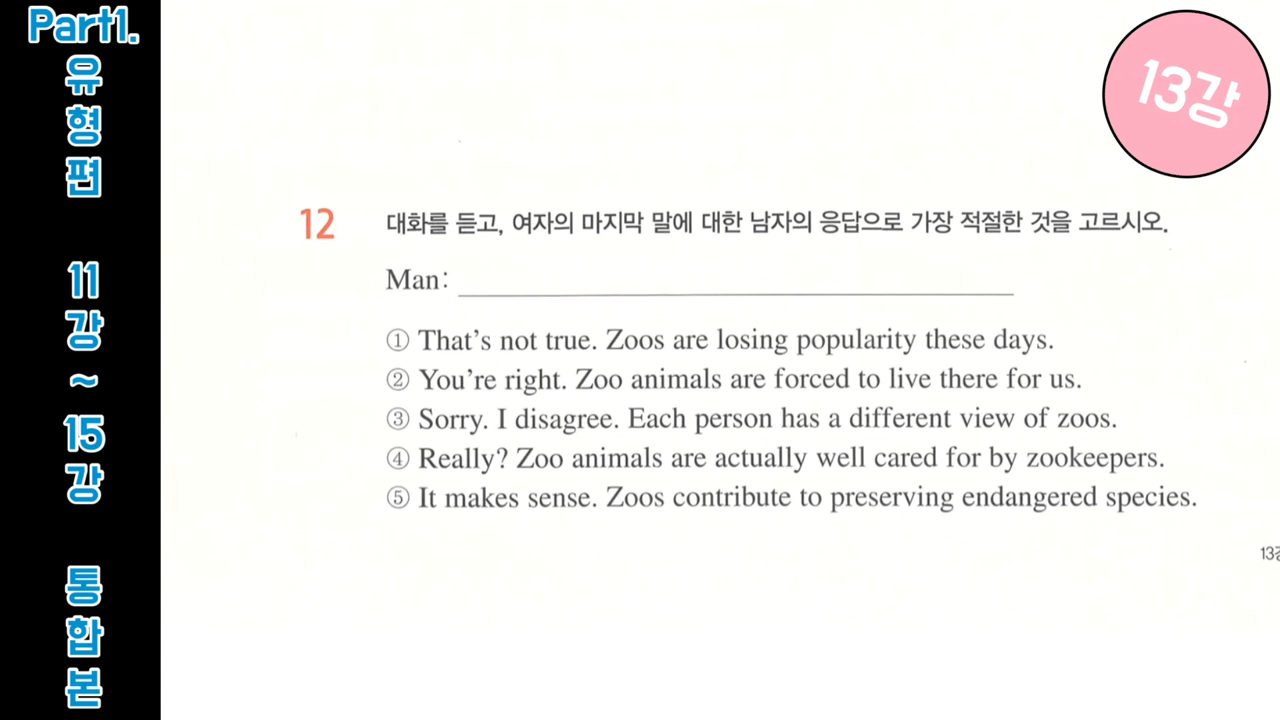 Part1.
유
형
편
11
강
~
15
강
통
합
본
13강
12 대화를 듣고, 여자의 마지막 말에 대한 남자의 응답으로 가장 적절한 것을 고르시오.
Man:
① That's not true. Zoos are losing popularity these days.
② You're right. Zoo animals are forced to live there for us.
③ Sorry. I disagree. Each person has a different view of zoos.
④ Really? Zoo animals are actually well cared for by zookeepers.
⑤ It makes sense. Zoos contribute to preserving endangered species.